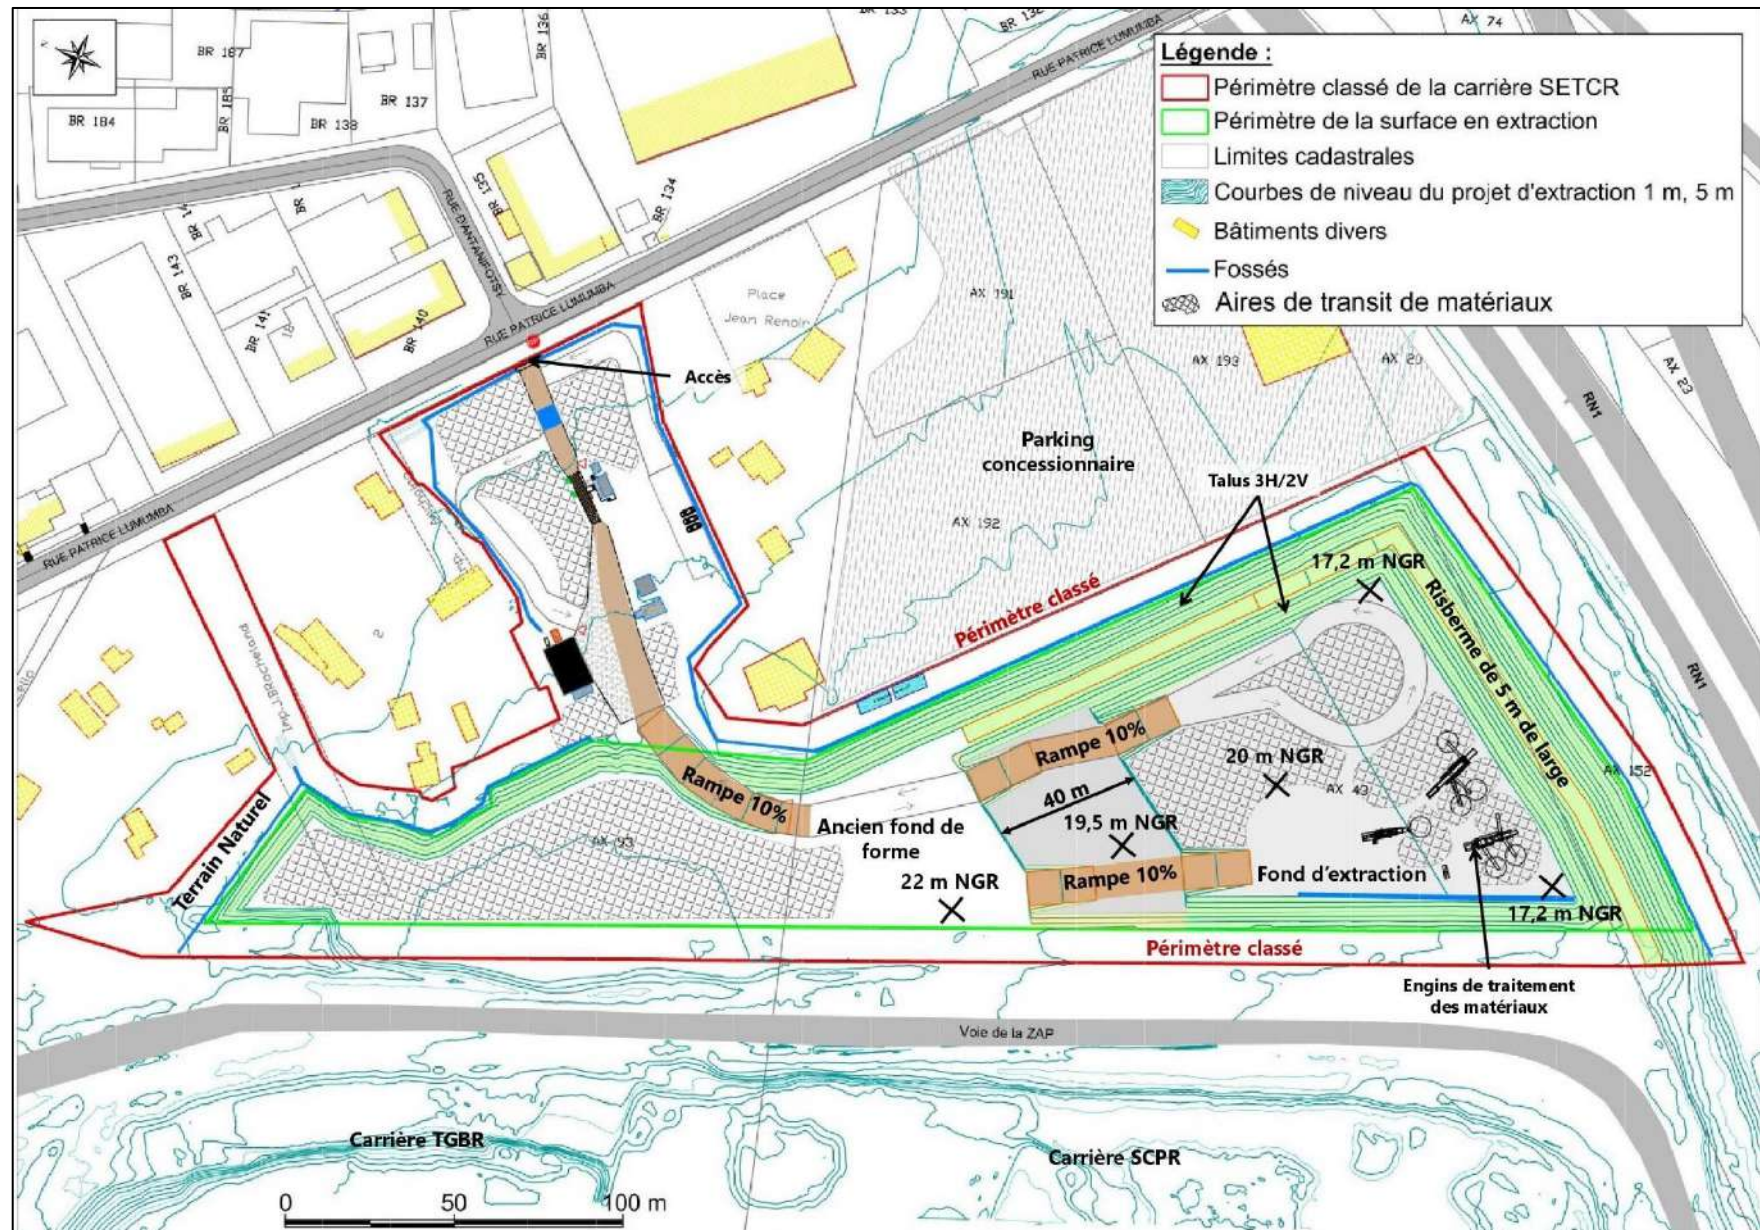 Légende :
Périmètre classé de la carrière SETCR
Périmètre de la surface en extraction
Limites cadastrales
Courbes de niveau du projet d'extraction 1 m, 5 m
Bâtiments divers
Fossés
Aires de transit de matériaux
AX 74
BR 187
BR 136
BR 184
BR 185
BR 138
BR 137
BR 135
BR 134
BR 143
BR 141
BR 140
18
RUE D'ANTANIFOTSY
RUE PATRICE LUMUMBA
RUE PATRICE LUMUMBA
RUE PATRICE LUMUMBA
Place
Jean Renoir
AX 191
AX 193
AX 23
RN1
Accès
Parking
concessionnaire
AX 192
Talus 3H/2V
17,2 m NGR
Périmètre classé
Risberme de 5 m de large
RN1
AX 152
Rampe 10%
Rampe 10%
20 m NGR
AX 43
40 m
19,5 m NGR
Ancien fond de
forme
AX 93
Terrain Naturel
Rampe 10%
Fond d'extraction
22 m NGR
17,2 m NGR
Périmètre classé
Engins de traitement
des matériaux
Voie de la ZAP
Carrière TGBR
Carrière SCPR
0 50 100 m